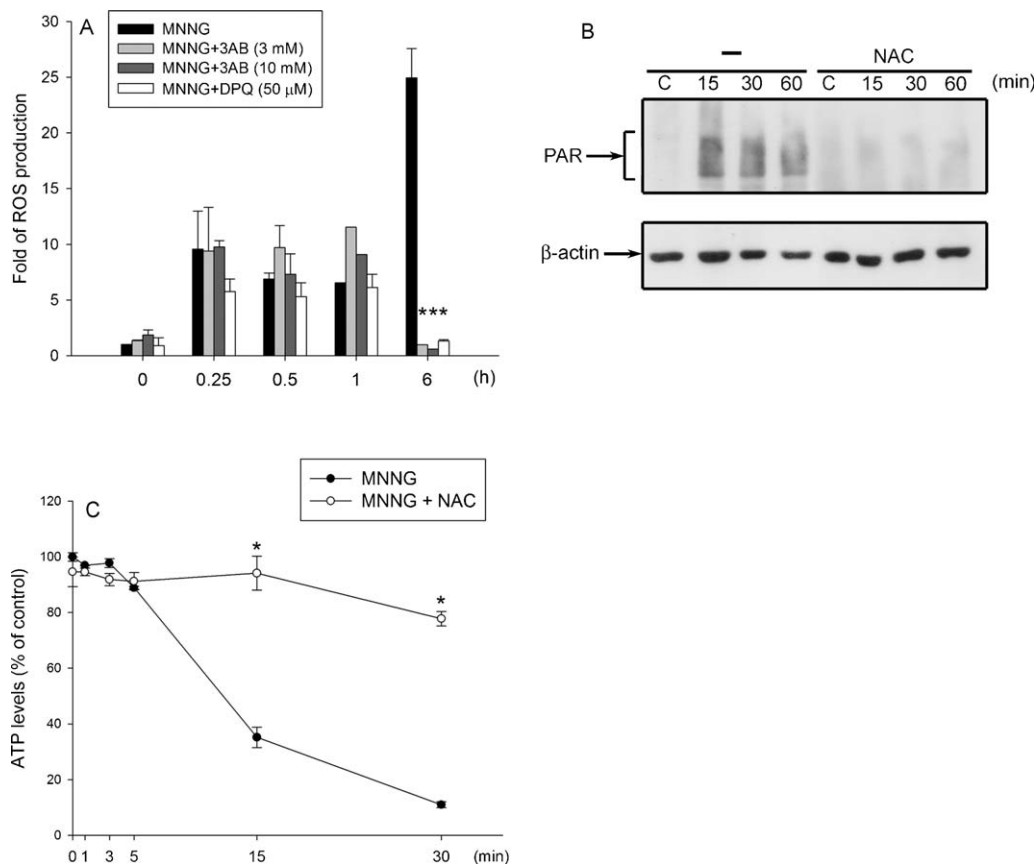 A
MNNG
MNNG+3AB (3 mM)
MNNG+3AB (10 mM)
MNNG+DPQ (50 μM)
Fold of ROS production
30
25
20
15
10
5
0
***
0 0.25 0.5 1 6 (h)
B
– NAC
C 15 30 60 C 15 30 60 (min)
PAR
β-actin
MNNG
MNNG + NAC
C
ATP levels (% of control)
120
100
80
60
40
20
0
*
*
0 1 3 5 15 30 (min)